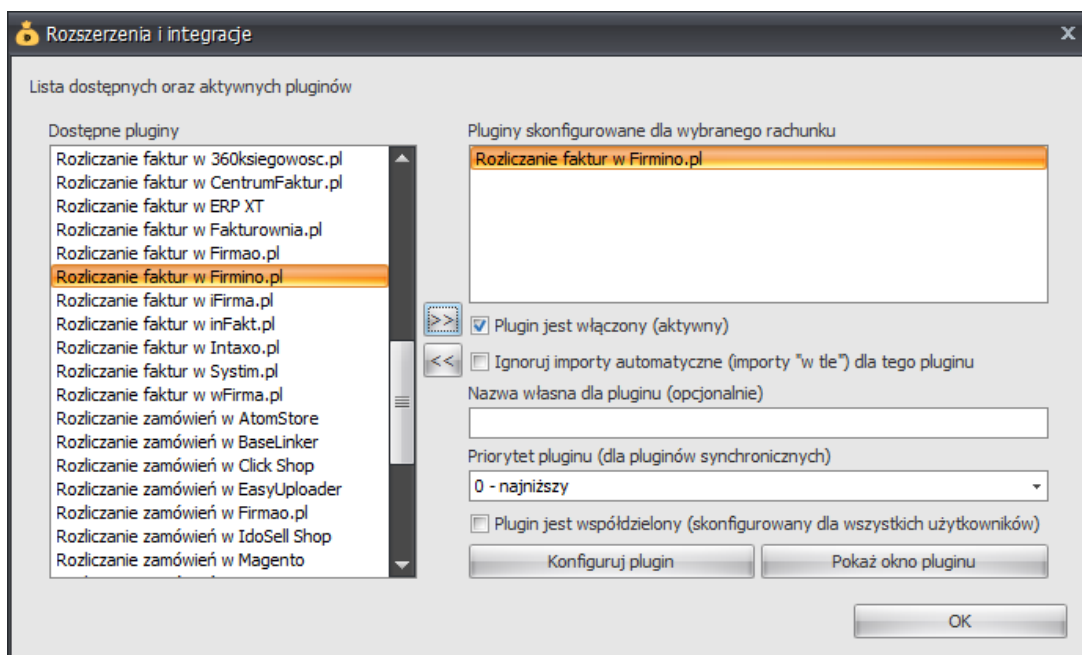 Rozszerzenia i integracje
x
Lista dostępnych oraz aktywnych pluginów
Dostępne pluginy
Rozliczanie faktur w 360ksiegowosc.pl
Rozliczanie faktur w CentrumFaktur.pl
Rozliczanie faktur w ERP XT
Rozliczanie faktur w Fakturownia.pl
Rozliczanie faktur w Firmao.pl
Rozliczanie faktur w Firmino.pl
Rozliczanie faktur w iFirma.pl
Rozliczanie faktur w inFakt.pl
Rozliczanie faktur w Intaxo.pl
Rozliczanie faktur w Systim.pl
Rozliczanie faktur w wFirma.pl
Rozliczanie zamówień w AtomStore
Rozliczanie zamówień w BaseLinker
Rozliczanie zamówień w Click Shop
Rozliczanie zamówień w EasyUploader
Rozliczanie zamówień w Firmao.pl
Rozliczanie zamówień w IdoSell Shop
Rozliczanie zamówień w Magento
>>
<<
Pluginy skonfigurowane dla wybranego rachunku
Rozliczanie faktur w Firmino.pl
Plugin jest włączony (aktywny)
Ignoruj importy automatyczne (importy "w tle") dla tego pluginu
Nazwa własna dla pluginu (opcjonalnie)
Priorytet pluginu (dla pluginów synchronicznych)
0 - najniższy
Plugin jest współdzielony (skonfigurowany dla wszystkich użytkowników)
Konfiguruj plugin
Pokaż okno pluginu
OK